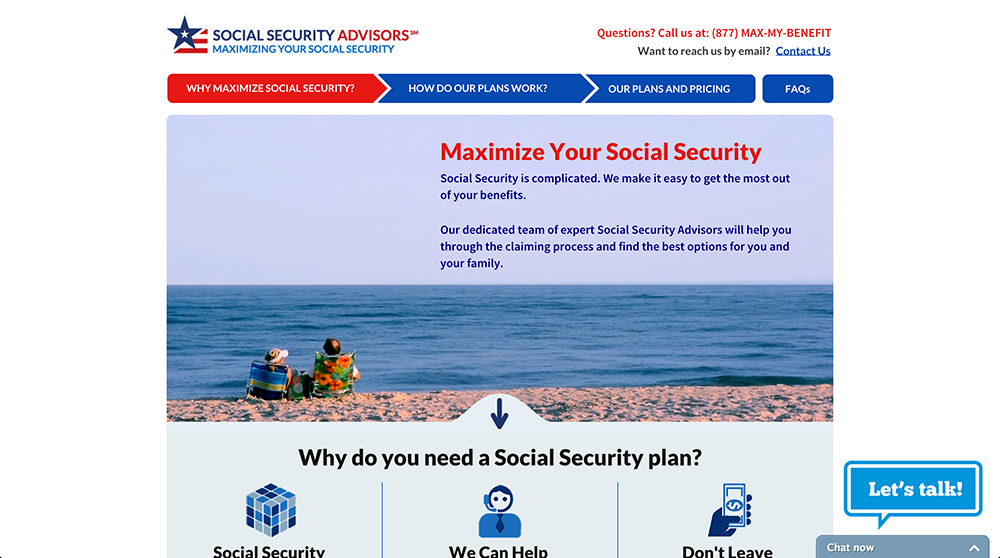 SOCIAL SECURITY ADVISORS℠
MAXIMIZING YOUR SOCIAL SECURITY
Questions? Call us at: (877) MAX-MY-BENEFIT
Want to reach us by email? Contact Us
WHY MAXIMIZE SOCIAL SECURITY?
HOW DO OUR PLANS WORK?
OUR PLANS AND PRICING
FAQs
Maximize Your Social Security
Social Security is complicated. We make it easy to get the most out
of your benefits.
Our dedicated team of expert Social Security Advisors will help you
through the claiming process and find the best options for you and
your family.
Why do you need a Social Security plan?
Social Security
We Can Help
Don't Leave
Let's talk!
Chat now